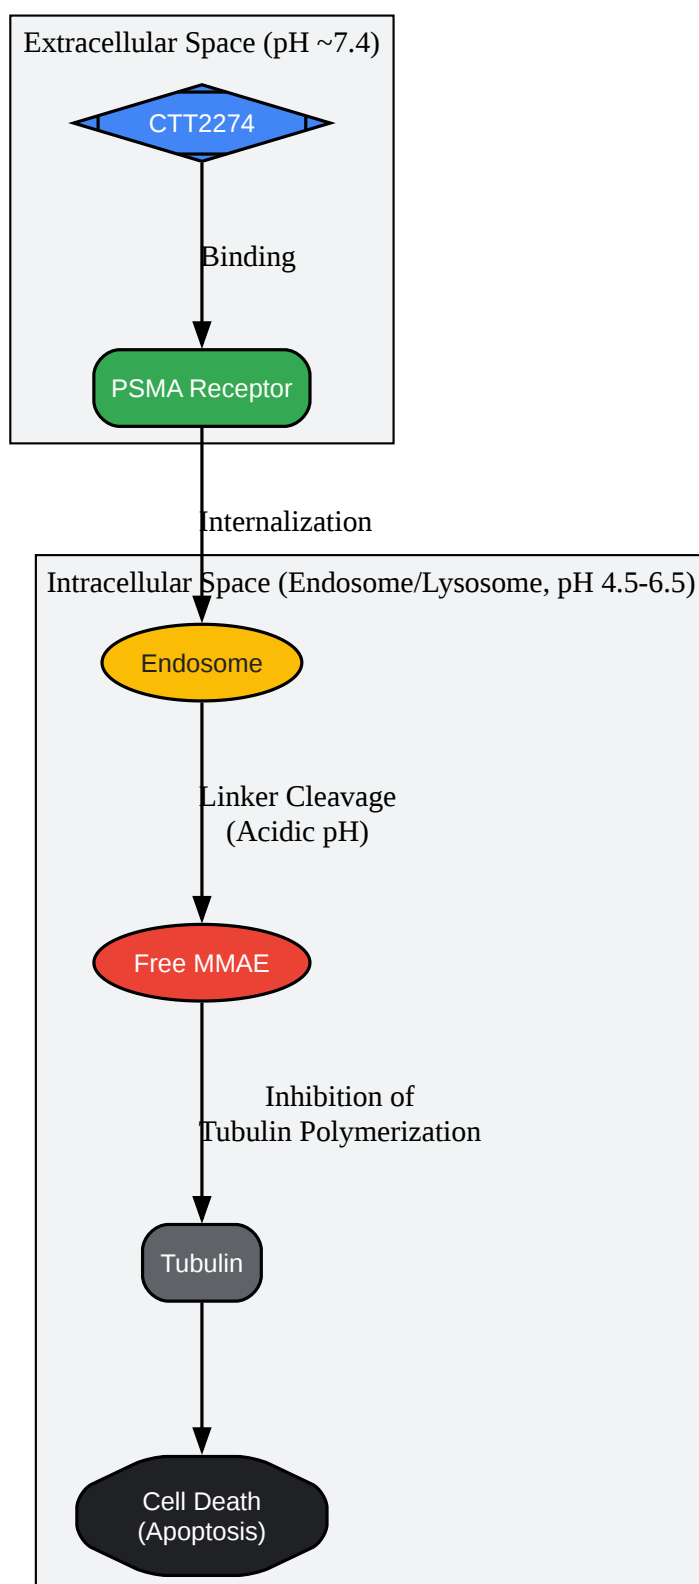 Extracellular Space (pH ~7.4)
CTT2274
Binding
PSMA Receptor
Internalization
Intracellular Space (Endosome/Lysosome, pH 4.5-6.5)
Endosome
Linker Cleavage
(Acidic pH)
Free MMAE
Inhibition of
Tubulin Polymerization
Tubulin
Cell Death
(Apoptosis)